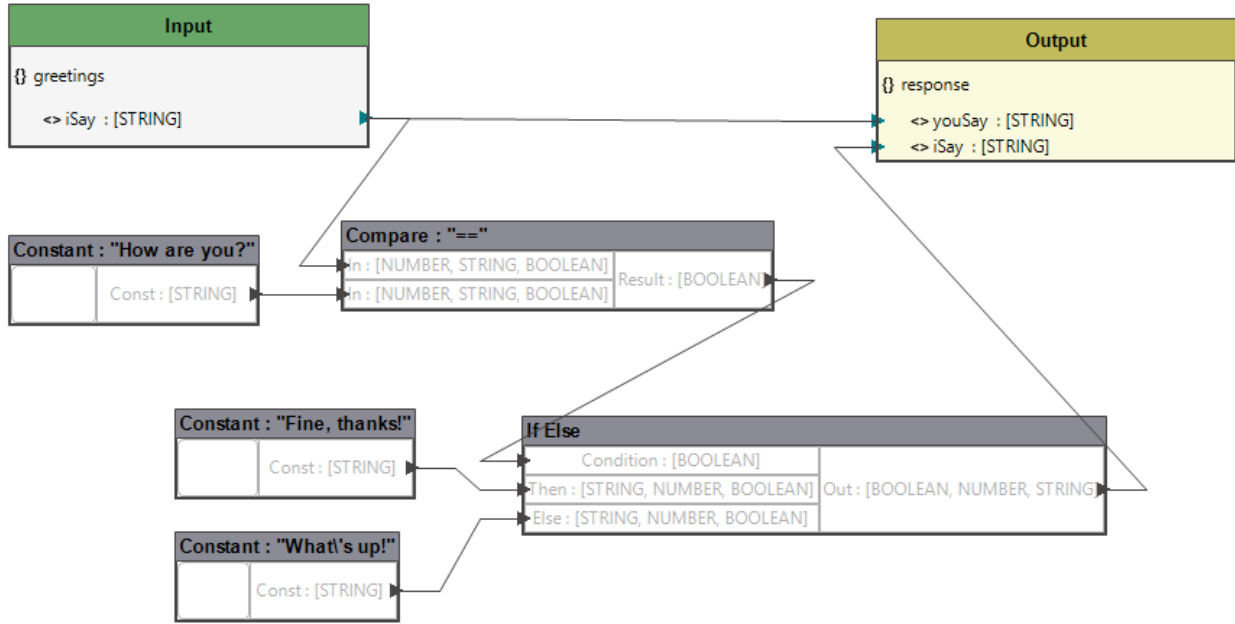 Input
{} greetings
<> iSay : [STRING]
Output
{} response
<> youSay : [STRING]
<> iSay : [STRING]
Constant : "How are you?"
Const : [STRING]
Compare : "=="
In : [NUMBER, STRING, BOOLEAN]
In : [NUMBER, STRING, BOOLEAN]
Result : [BOOLEAN]
Constant : "Fine, thanks!"
Const : [STRING]
If Else
Condition : [BOOLEAN]
Then : [STRING, NUMBER, BOOLEAN]
Else : [STRING, NUMBER, BOOLEAN]
Out : [BOOLEAN, NUMBER, STRING]
Constant : "What\'s up!"
Const : [STRING]